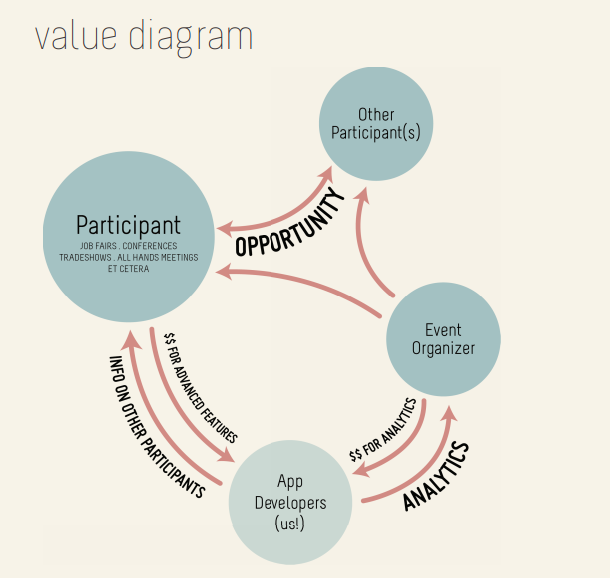 value diagram
Other
Participant(s)
Participant
JOB FAIRS . CONFERENCES
TRADESHOWS . ALL HANDS MEETINGS
ET CETERA
OPPORTUNITY
Event
Organizer
$$ FOR ADVANCED FEATURES
INFO ON OTHER PARTICIPANTS
$$ FOR ANALYTICS
ANALYTICS
App
Developers
(us!)